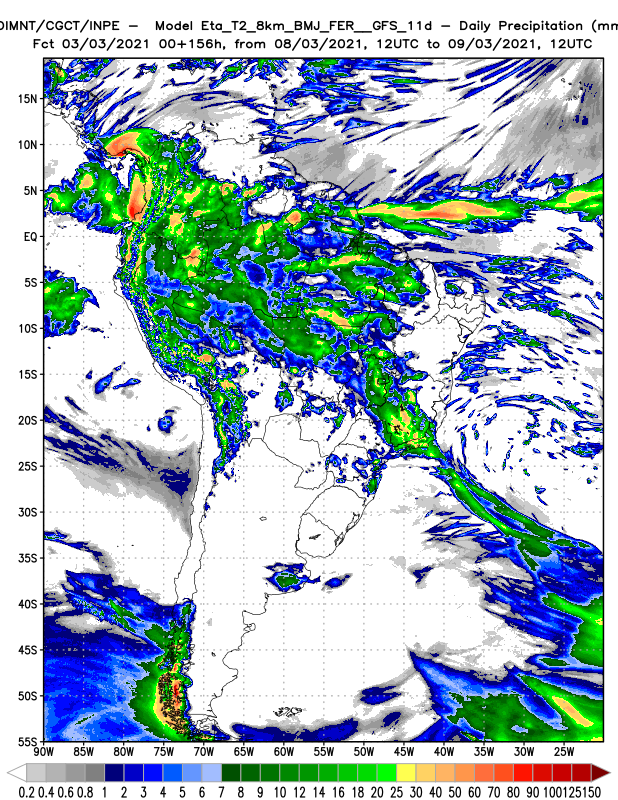 DIMNT/CGCT/INPE – Model Eta_T2_8km_BMJ_FER__GFS_11d – Daily Precipitation (mm
Fct 03/03/2021 00+156h, from 08/03/2021, 12UTC to 09/03/2021, 12UTC
15N
10N
5N
EQ
5S
10S
15S
20S
25S
30S
35S
40S
45S
50S
55S
90W 85W 80W 75W 70W 65W 60W 55W 50W 45W 40W 35W 30W 25W
0.2 0.4 0.6 0.8 1 2 3 4 5 6 7 8 9 10 12 14 16 18 20 25 30 40 50 60 70 80 90 100 125 150